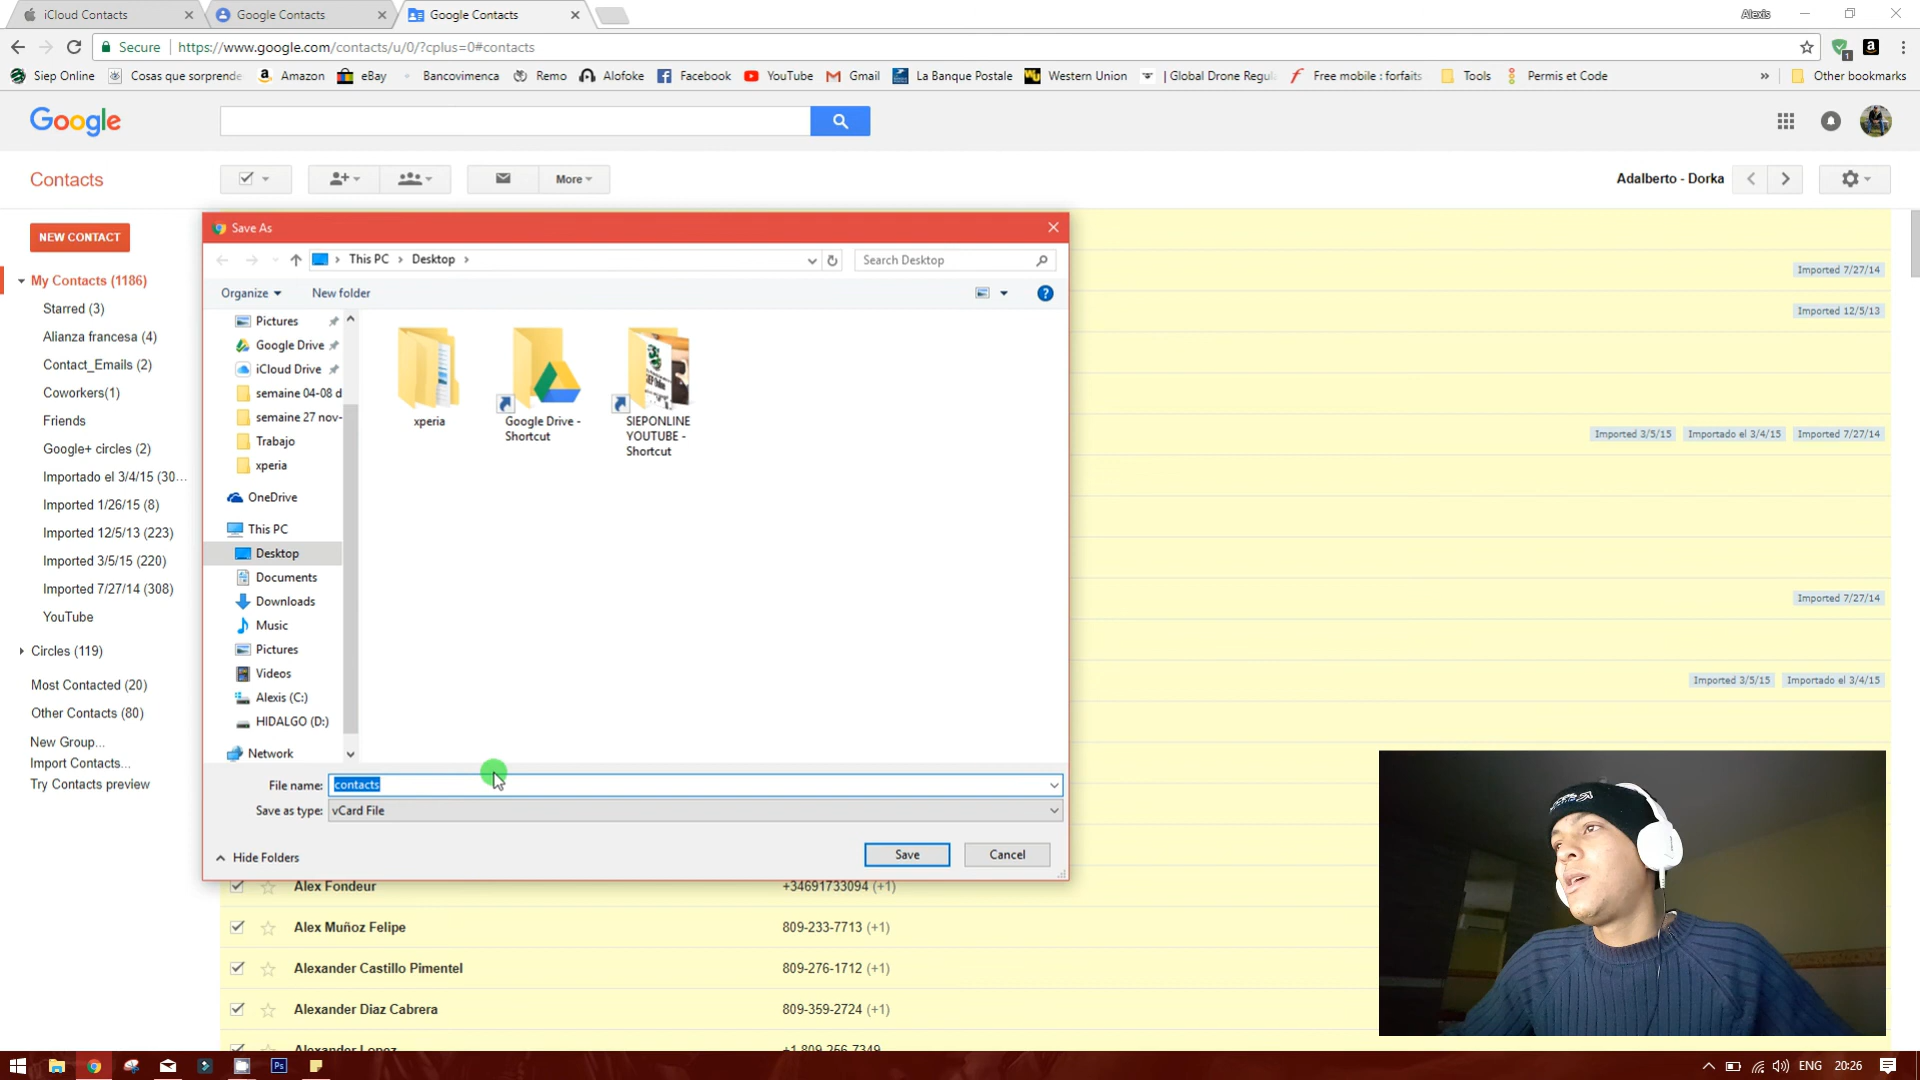 iCloud Contacts
Google Contacts
Google Contacts
Alexis
Secure
https://www.google.com/contacts/u/0/?cplus=0#contacts
Siep Online
Cosas que sorprende
Amazon
eBay
Bancovimenca
Remo
Alofoke
Facebook
YouTube
Gmail
La Banque Postale
Western Union
| Global Drone Regul
Free mobile : forfaits
Tools
Permis et Code
»
Other bookmarks
Google
Contacts
More
Adalberto - Dorka
NEW CONTACT
My Contacts (1186)
Starred (3)
Alianza francesa (4)
Contact_Emails (2)
Coworkers(1)
Friends
Google+ circles (2)
Importado el 3/4/15 (30...
Imported 1/26/15 (8)
Imported 12/5/13 (223)
Imported 3/5/15 (220)
Imported 7/27/14 (308)
YouTube
Circles (119)
Most Contacted (20)
Other Contacts (80)
New Group...
Import Contacts...
Try Contacts preview
Save As
This PC > Desktop >
Search Desktop
Organize
New folder
?
Pictures
Google Drive
iCloud Drive
semaine 04-08 d
semaine 27 nov-
Trabajo
xperia
OneDrive
This PC
Desktop
Documents
Downloads
Music
Pictures
Videos
Alexis (C:)
HIDALGO (D:)
Network
xperia
Google Drive -
Shortcut
SIEPONLINE
YOUTUBE -
Shortcut
File name: contacts
Save as type: vCard File
Hide Folders
Save
Cancel
Imported 7/27/14
Imported 12/5/13
Imported 3/5/15 Importado el 3/4/15 Imported 7/27/14
Imported 7/27/14
Imported 3/5/15 Importado el 3/4/15
Alex Fondeur +34691733094 (+1)
Alex Muñoz Felipe 809-233-7713 (+1)
Alexander Castillo Pimentel 809-276-1712 (+1)
Alexander Diaz Cabrera 809-359-2724 (+1)
Alexander Lopez +1 809-256-7349
Ps
ENG
20:26